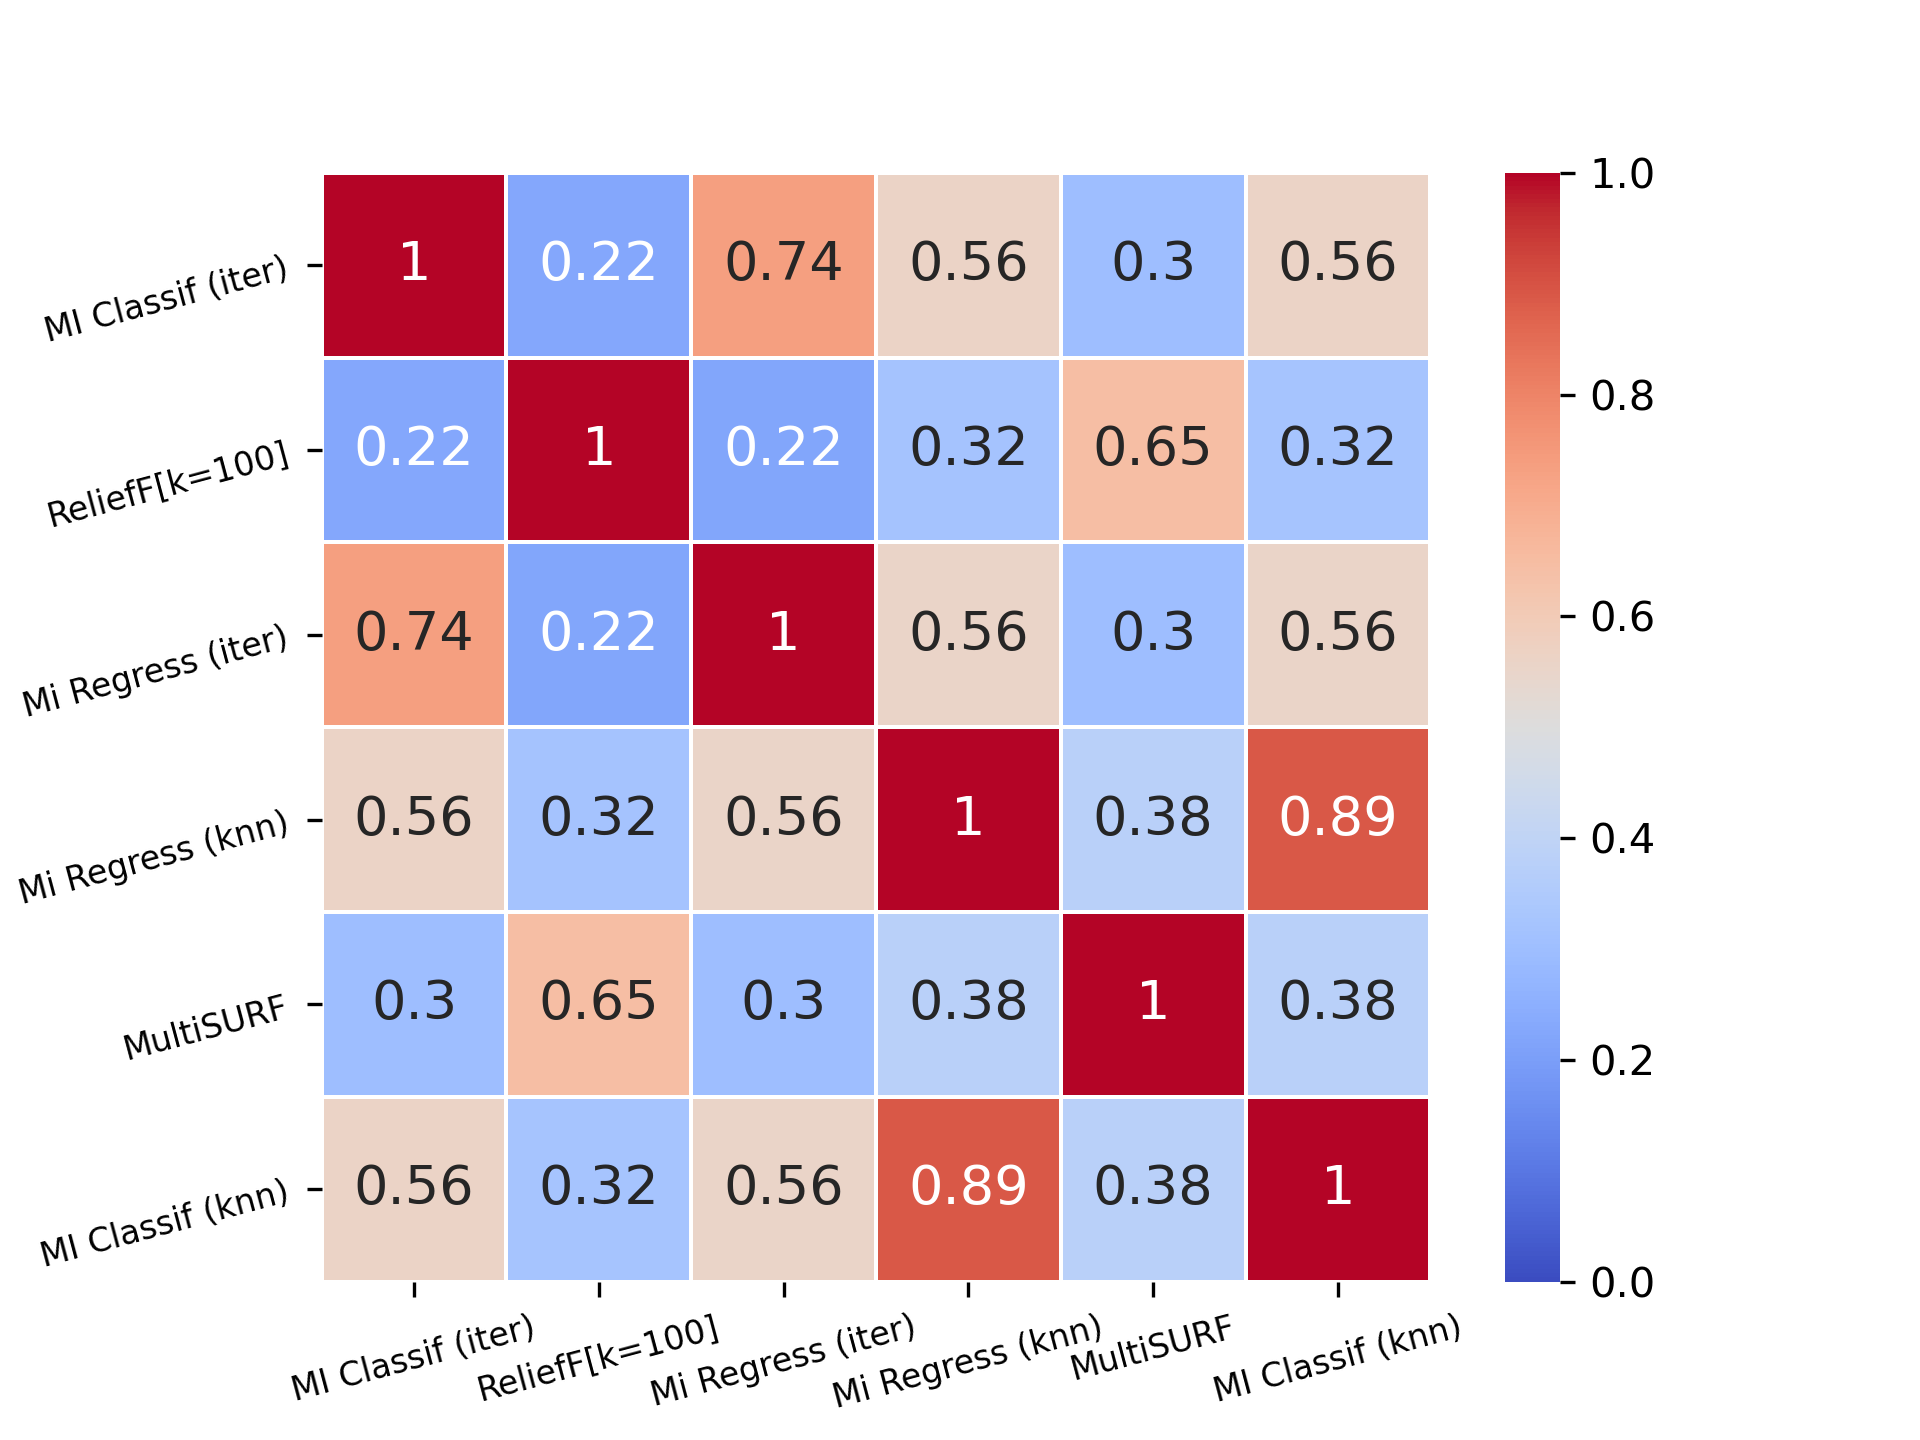 1.0
MI Classif (iter) 1 0.22 0.74 0.56 0.3 0.56
0.8
ReliefF[k=100] 0.22 1 0.22 0.32 0.65 0.32
0.6
Mi Regress (iter) 0.74 0.22 1 0.56 0.3 0.56
Mi Regress (knn) 0.56 0.32 0.56 1 0.38 0.89
0.4
MultiSURF 0.3 0.65 0.3 0.38 1 0.38
0.2
MI Classif (knn) 0.56 0.32 0.56 0.89 0.38 1
0.0
MI Classif (iter) ReliefF[k=100] Mi Regress (iter) Mi Regress (knn) MultiSURF MI Classif (knn)